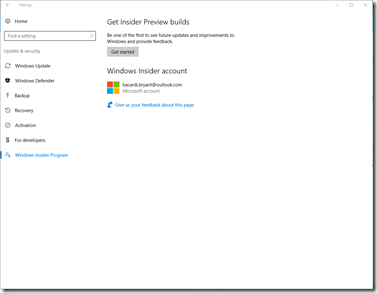 Settings
Home
Find a setting
Update & security
Windows Update
Windows Defender
Backup
Recovery
Activation
For developers
Windows Insider Program
Get Insider Preview builds
Be one of the first to see future updates and improvements to
Windows and provide feedback.
Get started
Windows Insider account
bacardi.bryant@outlook.com
Microsoft account
Give us your feedback about this page